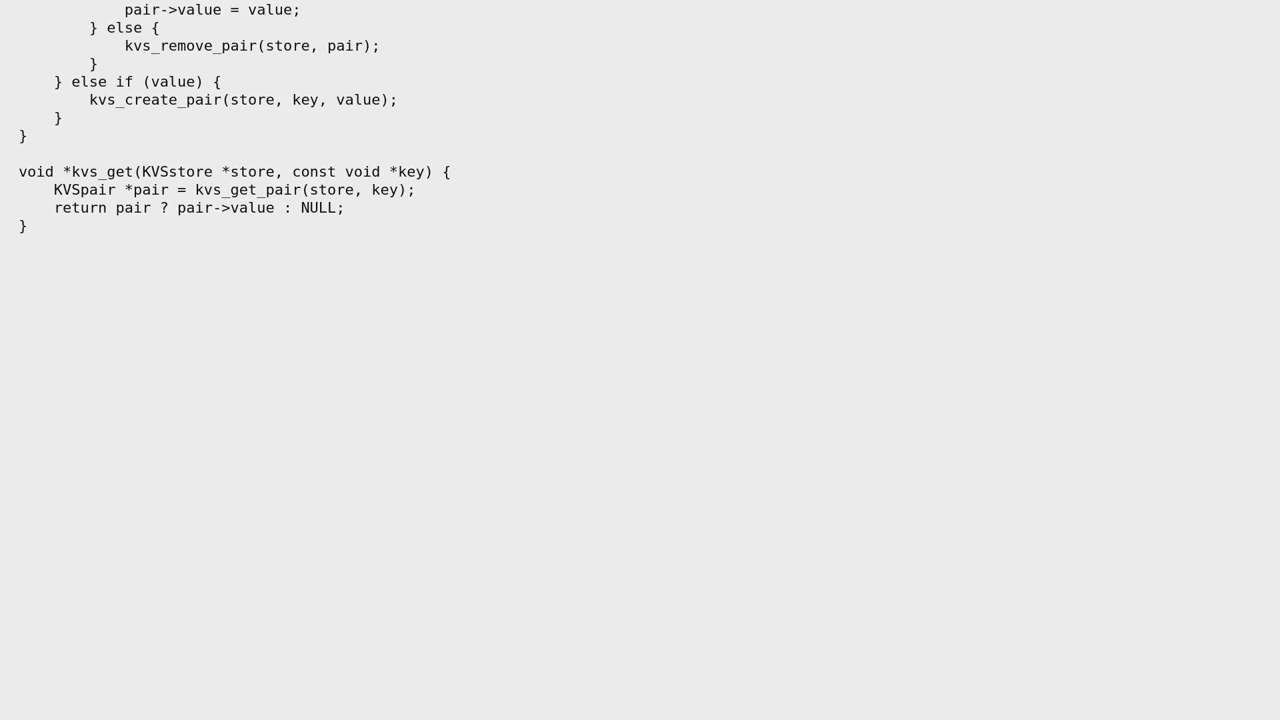 pair->value = value;
        } else {
            kvs_remove_pair(store, pair);
        }
    } else if (value) {
        kvs_create_pair(store, key, value);
    }
}

void *kvs_get(KVSstore *store, const void *key) {
    KVSpair *pair = kvs_get_pair(store, key);
    return pair ? pair->value : NULL;
}